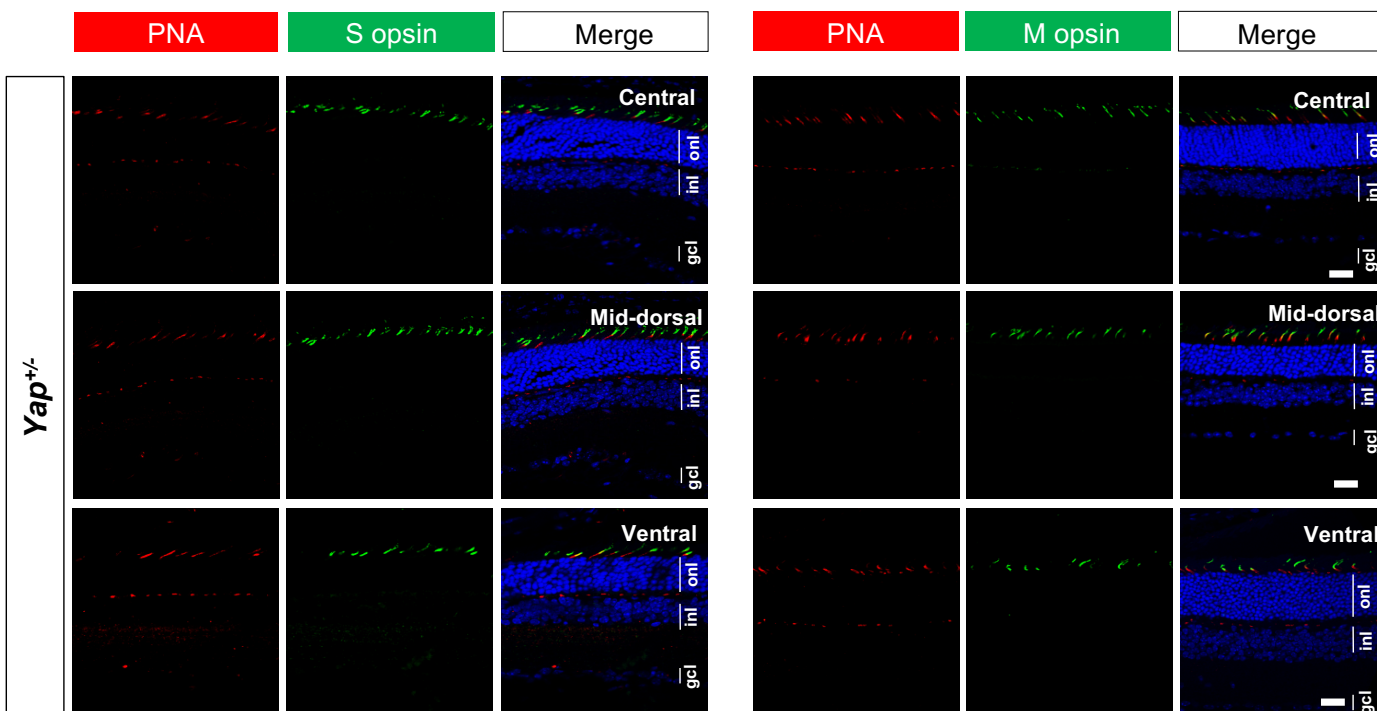 PNA S opsin Merge PNA M opsin Merge
Yap+/-
Central
onl
inl
gcl
Central
onl
inl
gcl
Mid-dorsal
onl
inl
gcl
Mid-dorsal
onl
inl
gcl
Ventral
onl
inl
gcl
Ventral
onl
inl
gcl